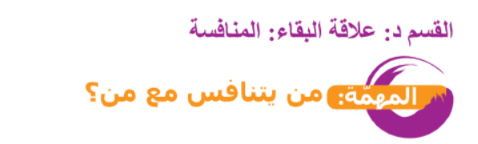 القسم د: علاقة البقاء: المنافسة
المهمّة: من يتنافس مع من؟